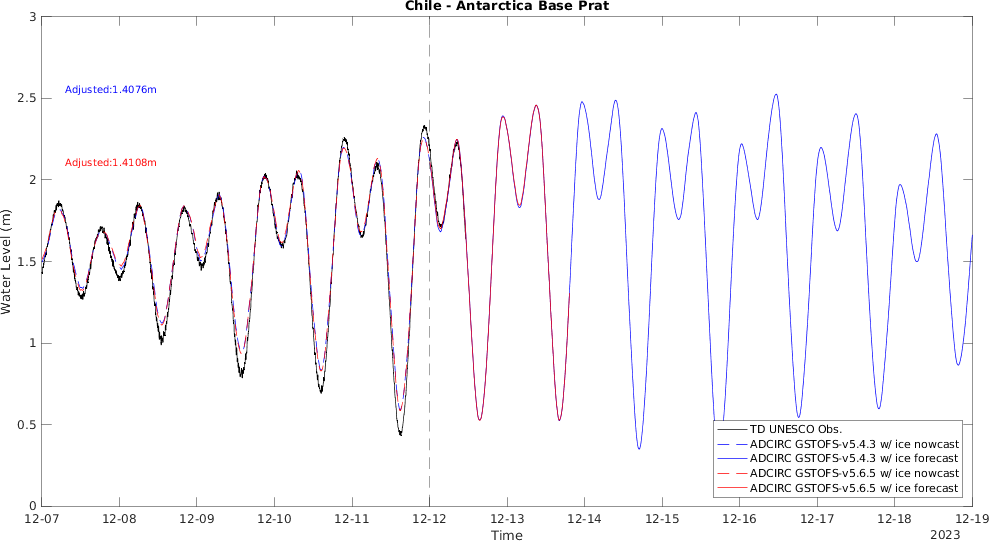 Chile - Antarctica Base Prat
3
2.5
2
1.5
1
0.5
0
Water Level (m)
Adjusted:1.4076m
Adjusted:1.4108m
TD UNESCO Obs.
ADCIRC GSTOFS-v5.4.3 w/ ice nowcast
ADCIRC GSTOFS-v5.4.3 w/ ice forecast
ADCIRC GSTOFS-v5.6.5 w/ ice nowcast
ADCIRC GSTOFS-v5.6.5 w/ ice forecast
12-07 12-08 12-09 12-10 12-11 12-12 12-13 12-14 12-15 12-16 12-17 12-18 12-19
Time
2023